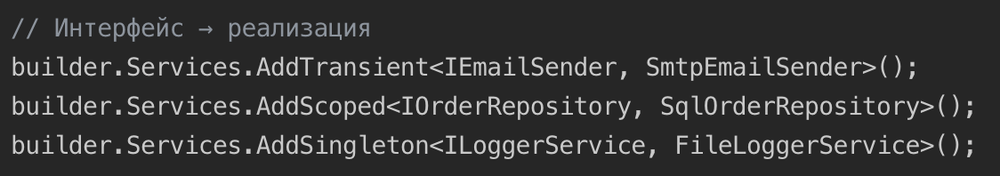 // Интерфейс → реализация
builder.Services.AddTransient<IEmailSender, SmtpEmailSender>();
builder.Services.AddScoped<IOrderRepository, SqlOrderRepository>();
builder.Services.AddSingleton<ILoggerService, FileLoggerService>();